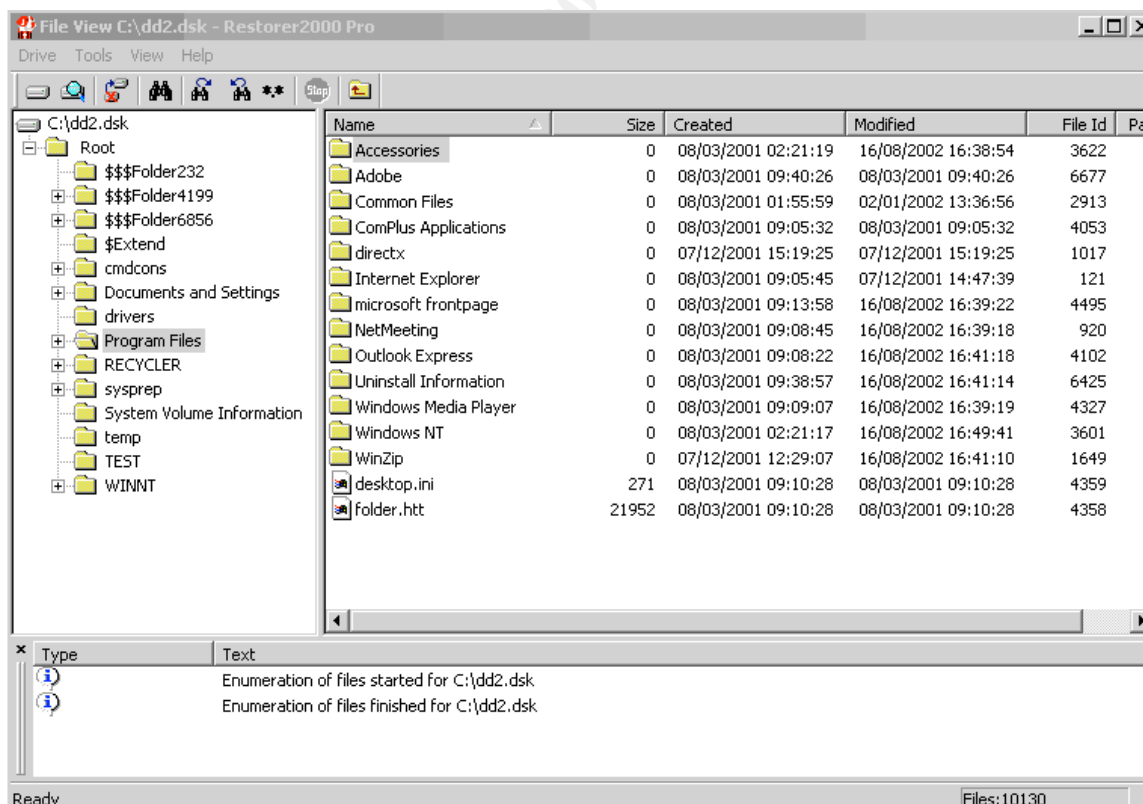 File View C:\dd2.dsk - Restorer2000 Pro
Drive Tools View Help
Stop
C:\dd2.dsk
Root
$$$Folder232
$$$Folder4199
$$$Folder6856
$Extend
cmdcons
Documents and Settings
drivers
Program Files
RECYCLER
sysprep
System Volume Information
temp
TEST
WINNT
Name Size Created Modified File Id
Accessories 0 08/03/2001 02:21:19 16/08/2002 16:38:54 3622
Adobe 0 08/03/2001 09:40:26 08/03/2001 09:40:26 6677
Common Files 0 08/03/2001 01:55:59 02/01/2002 13:36:56 2913
ComPlus Applications 0 08/03/2001 09:05:32 08/03/2001 09:05:32 4053
directx 0 07/12/2001 15:19:25 07/12/2001 15:19:25 1017
Internet Explorer 0 08/03/2001 09:05:45 07/12/2001 14:47:39 121
microsoft frontpage 0 08/03/2001 09:13:58 16/08/2002 16:39:22 4495
NetMeeting 0 08/03/2001 09:08:45 16/08/2002 16:39:18 920
Outlook Express 0 08/03/2001 09:08:22 16/08/2002 16:41:18 4102
Uninstall Information 0 08/03/2001 09:38:57 16/08/2002 16:41:14 6425
Windows Media Player 0 08/03/2001 09:09:07 16/08/2002 16:39:19 4327
Windows NT 0 08/03/2001 02:21:17 16/08/2002 16:49:41 3601
WinZip 0 07/12/2001 12:29:07 16/08/2002 16:41:10 1649
desktop.ini 271 08/03/2001 09:10:28 08/03/2001 09:10:28 4359
folder.htt 21952 08/03/2001 09:10:28 08/03/2001 09:10:28 4358
Type Text
Enumeration of files started for C:\dd2.dsk
Enumeration of files finished for C:\dd2.dsk
Ready Files:10130